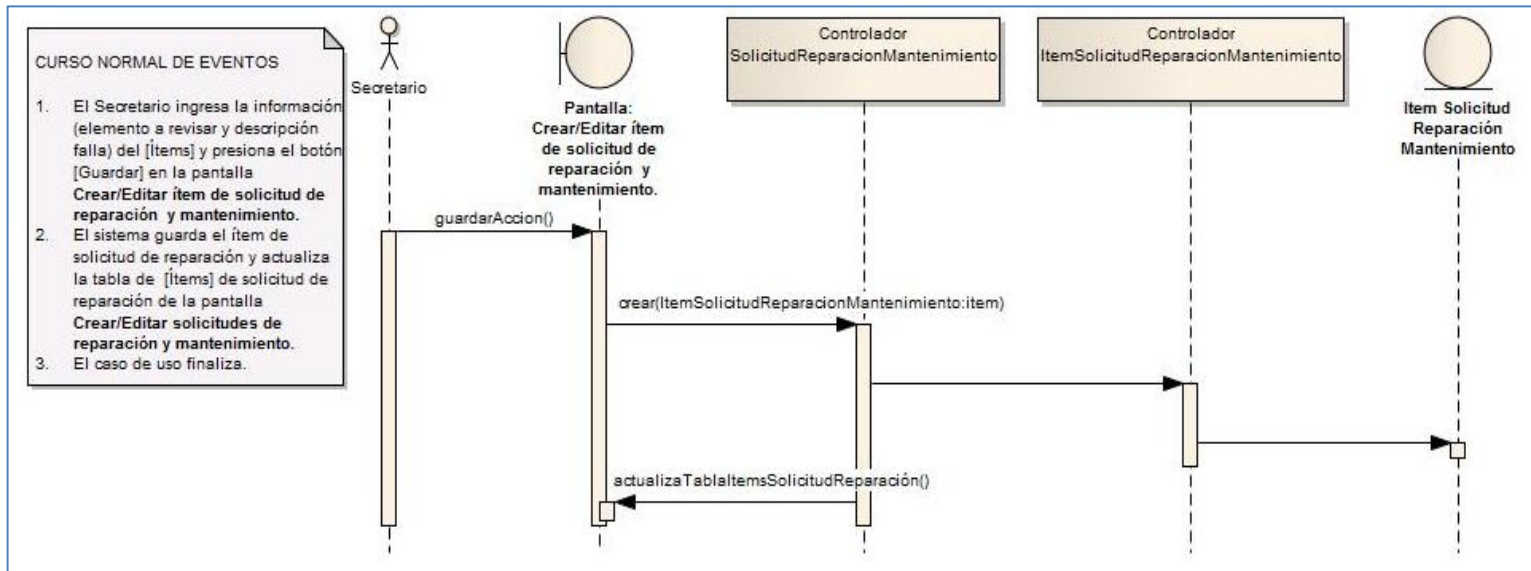 CURSO NORMAL DE EVENTOS
1. El Secretario ingresa la información
(elemento a revisar y descripción
falla) del [Ítems] y presiona el botón
[Guardar] en la pantalla
Crear/Editar ítem de solicitud de
reparación y mantenimiento.
2. El sistema guarda el ítem de
solicitud de reparación y actualiza
la tabla de [Ítems] de solicitud de
reparación de la pantalla
Crear/Editar solicitudes de
reparación y mantenimiento.
3. El caso de uso finaliza.
Secretario
Pantalla:
Crear/Editar ítem
de solicitud de
reparación y
mantenimiento.
Controlador
SolicitudReparacionMantenimiento
Controlador
ItemSolicitudReparacionMantenimiento
Item Solicitud
Reparación
Mantenimiento
guardarAccion()
crear(ItemSolicitudReparacionMantenimiento:item)
actualizaTablaItemsSolicitudReparación()